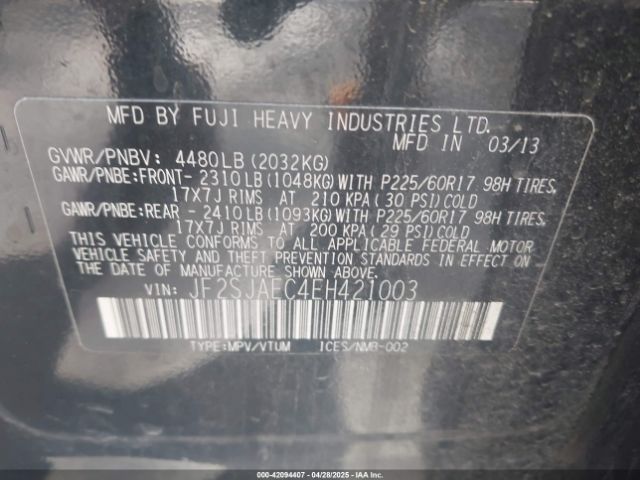 MFD BY FUJI HEAVY INDUSTRIES LTD.
MFD IN 03/13
GVWR/PNBV: 4480LB(2032KG)
GAWR/PNBE:FRONT- 2310LB(1048KG)WITH P225/60R17 98H TIRES,
17X7J RIMS AT 210 KPA(30 PSI)COLD
GAWR/PNBE:REAR -2410LB(1093KG)WITH P225/60R17 98H TIRES,
17X7J RIMS AT 200 KPA(29 PSI)COLD
THIS VEHICLE CONFORMS TO ALL APPLICABLE FEDERAL MOTOR
VEHICLE SAFETY AND THEFT PREVENTION STANDARDS IN EFFECT
ON THE DATE OF MANUFACTURE SHOWN ABOVE.
VIN: JF2SJAEC4EH421003
TYPE:MPV/VTUM ICES/NMB-002
000-42094407 - 04/28/2025 - Copart, Inc.